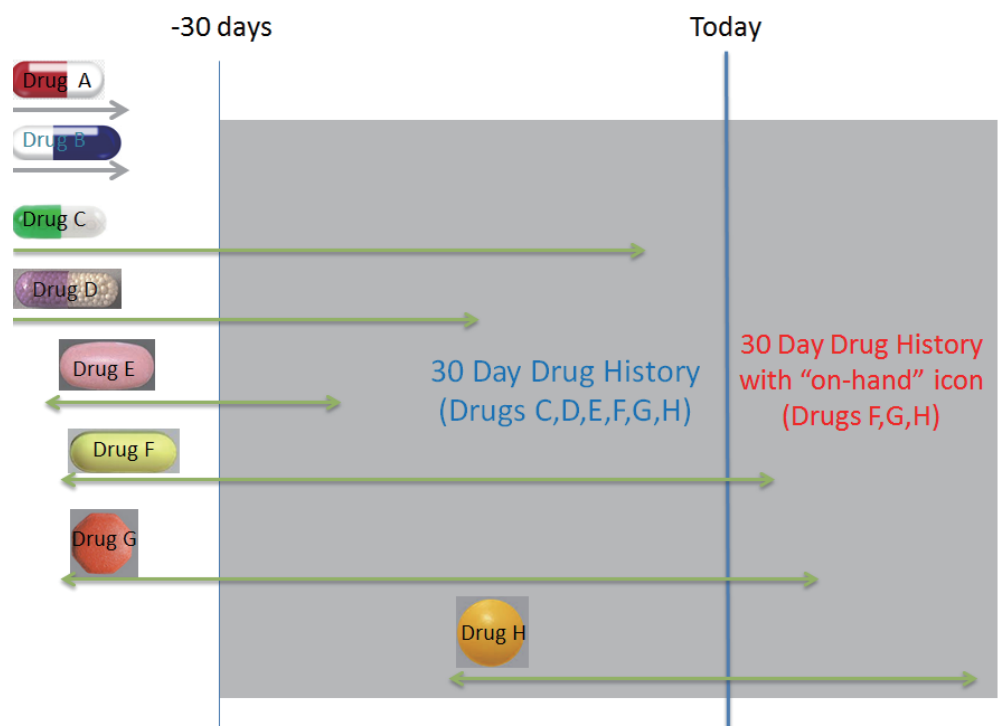 -30 days
Today
Drug A
Drug B
Drug C
Drug D
Drug E
30 Day Drug History
(Drugs C,D,E,F,G,H)
30 Day Drug History
with “on-hand” icon
(Drugs F,G,H)
Drug F
Drug G
Drug H